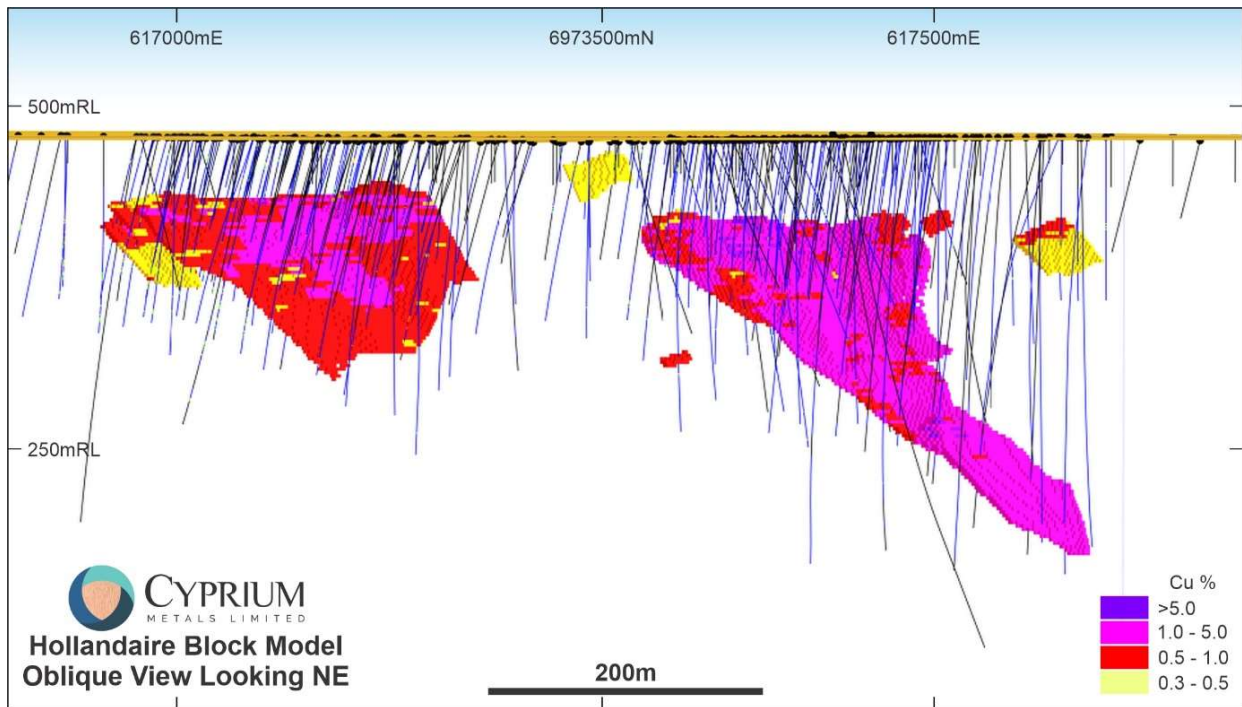 617000mE 6973500mN 617500mE
500mRL
250mRL
CYPRIUM
METALS LIMITED
Hollandaire Block Model
Oblique View Looking NE
200m
Cu %
>5.0
1.0 - 5.0
0.5 - 1.0
0.3 - 0.5